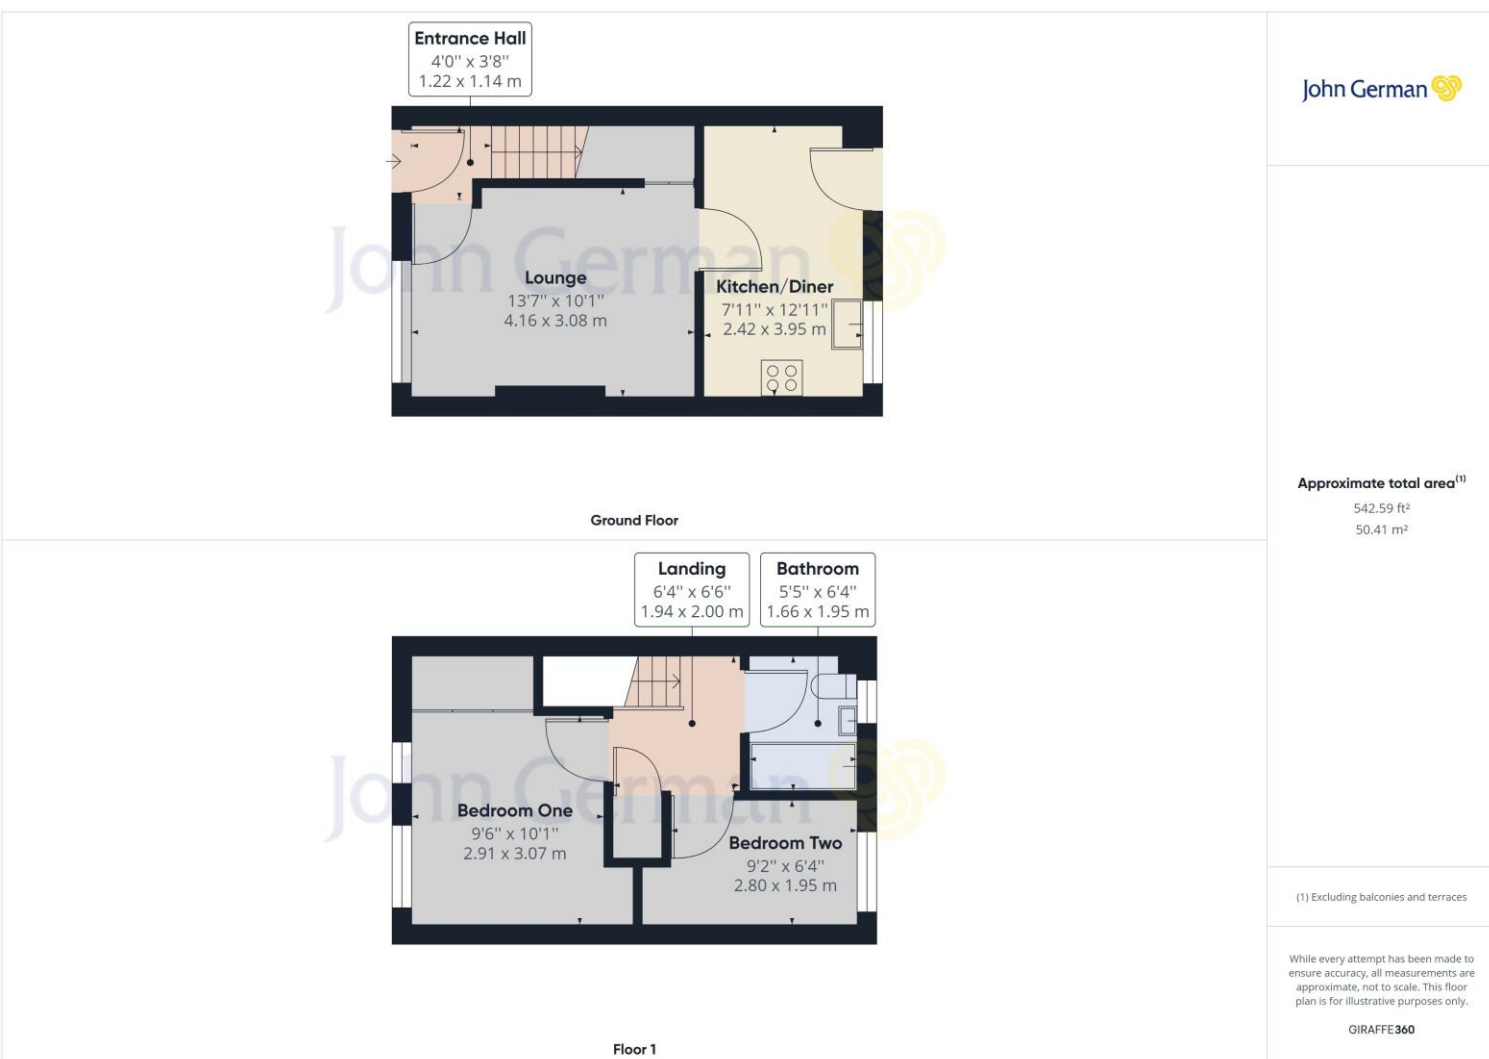 Entrance Hall
4'0" x 3'8"
1.22 x 1.14 m
John German
John German
Lounge
13'7" x 10'1"
4.16 x 3.08 m
Kitchen/Diner
7'11" x 12'11"
2.42 x 3.95 m
Ground Floor
Landing
6'4" x 6'6"
1.94 x 2.00 m
Bathroom
5'5" x 6'4"
1.66 x 1.95 m
John German
Bedroom One
9'6" x 10'1"
2.91 x 3.07 m
Bedroom Two
9'2" x 6'4"
2.80 x 1.95 m
Floor 1
Approximate total area(1)
542.59 ft²
50.41 m²
(1) Excluding balconies and terraces
While every attempt has been made to
ensure accuracy, all measurements are
approximate, not to scale. This floor
plan is for illustrative purposes only.
GIRAFFE360